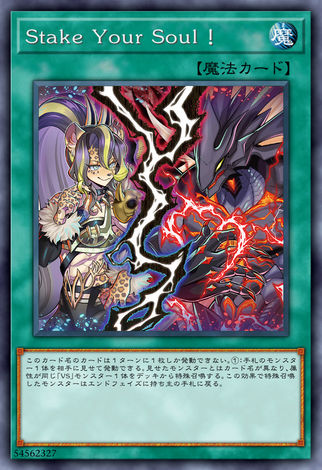 Stake Your Soul！
魔
【魔法カード】
このカード名のカードは１ターンに１枚しか発動できない。①：手札のモンスター
１体を相手に見せて発動できる。見せたモンスターとはカード名が異なり、属
性が同じ「VS」モンスター１体をデッキから特殊召喚する。この効果で特殊召喚
したモンスターはエンドフェイズに持ち主の手札に戻る。
54562327